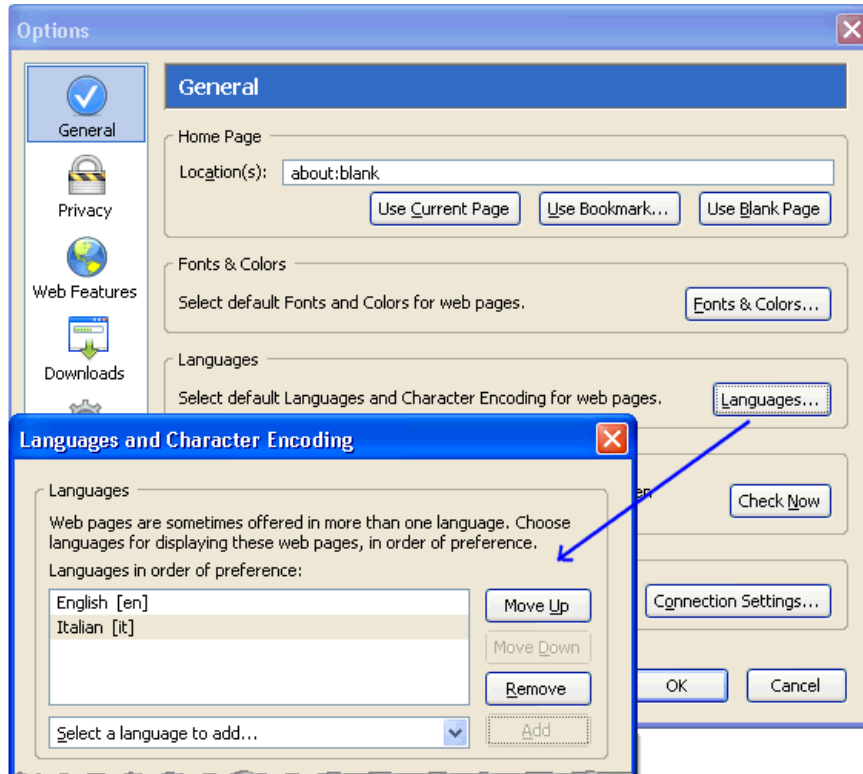 Options
General
Privacy
Web Features
Downloads
General
Home Page
Location(s):
about:blank
Use Current Page
Use Bookmark...
Use Blank Page
Fonts & Colors
Select default Fonts and Colors for web pages.
Fonts & Colors...
Languages
Select default Languages and Character Encoding for web pages.
Languages...
Check Now
Connection Settings...
OK
Cancel
Languages and Character Encoding
Languages
Web pages are sometimes offered in more than one language. Choose
languages for displaying these web pages, in order of preference.
Languages in order of preference:
English [en]
Italian [it]
Move Up
Move Down
Remove
Select a language to add...
Add